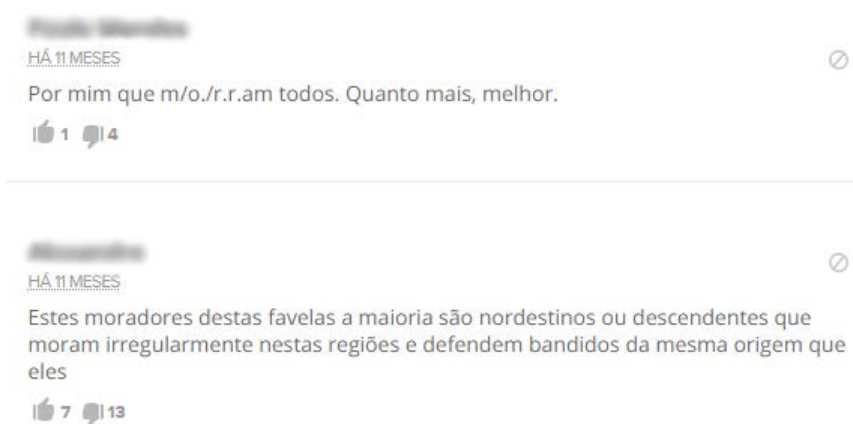 HÁ 11 MESES
Por mim que m/o./r.r.am todos. Quanto mais, melhor.
1 4
HÁ 11 MESES
Estes moradores destas favelas a maioria são nordestinos ou descendentes que
moram irregularmente nestas regiões e defendem bandidos da mesma origem que
eles
7 13